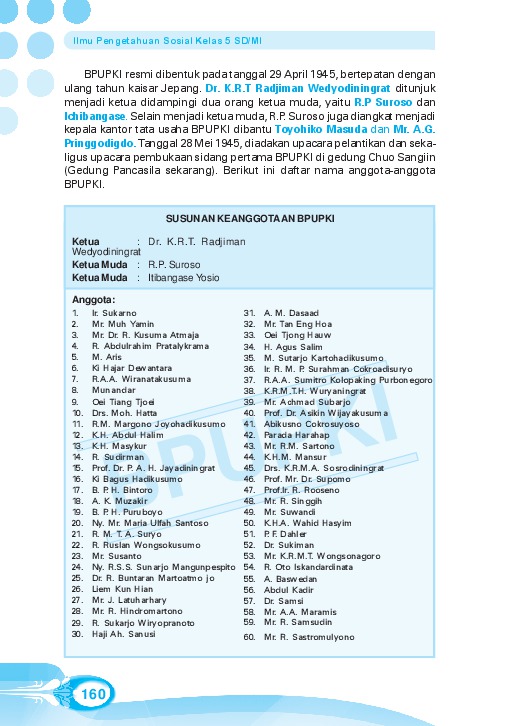 Ilmu Pengetahuan Sosial Kelas 5 SD/MI
BPUPKI resmi dibentuk pada tanggal 29 April 1945, bertepatan dengan
ulang tahun kaisar Jepang. Dr. K.R.T Radjiman Wedyodiningrat ditunjuk
menjadi ketua didampingi dua orang ketua muda, yaitu R.P Suroso dan
Ichibangase. Selain menjadi ketua muda, R.P. Suroso juga diangkat menjadi
kepala kantor tata usaha BPUPKI dibantu Toyohiko Masuda dan Mr. A.G.
Pringgodigdo. Tanggal 28 Mei 1945, diadakan upacara pelantikan dan seka-
ligus upacara pembukaan sidang pertama BPUPKI di gedung Chuo Sangiin
(Gedung Pancasila sekarang). Berikut ini daftar nama anggota-anggota
BPUPKI.
SUSUNAN KEANGGOTAAN BPUPKI
Ketua : Dr. K.R.T. Radjiman
Wedyodiningrat
Ketua Muda : R.P. Suroso
Ketua Muda : Itibangase Yosio
Anggota:
1. Ir. Sukarno
2. Mr. Muh Yamin
3. Mr. Dr. R. Kusuma Atmaja
4. R. Abdulrahim Pratalykrama
5. M. Aris
6. Ki Hajar Dewantara
7. R.A.A. Wiranatakusuma
8. Munandar
9. Oei Tiang Tjoei
10. Drs. Moh. Hatta
11. R.M. Margono Joyohadikusumo
12. K.H. Abdul Halim
13. K.H. Masykur
14. R. Sudirman
15. Prof. Dr. P. A. H. Jayadiningrat
16. Ki Bagus Hadikusumo
17. B. P. H. Bintoro
18. A. K. Muzakir
19. B. P. H. Puruboyo
20. Ny. Mr. Maria Ulfah Santoso
21. R. M. T. A. Suryo
22. R. Ruslan Wongsokusumo
23. Mr. Susanto
24. Ny. R.S.S. Sunarjo Mangunpespito
25. Dr. R. Buntaran Martoatmo jo
26. Liem Kun Hian
27. Mr. J. Latuharhary
28. Mr. R. Hindromartono
29. R. Sukarjo Wiryopranoto
30. Haji Ah. Sanusi
31. A. M. Dasaad
32. Mr. Tan Eng Hoa
33. Oei Tjong Hauw
34. H. Agus Salim
35. M. Sutarjo Kartohadikusumo
36. Ir. R. M. P. Surahman Cokroadisuryo
37. R.A.A. Sumitro Kolopaking Purbonegoro
38. K.R.M.T.H. Wuryaningrat
39. Mr. Achmad Subarjo
40. Prof. Dr. Asikin Wijayakusuma
41. Abikusno Cokrosuyoso
42. Parada Harahap
43. Mr. R.M. Sartono
44. K.H.M. Mansur
45. Drs. K.R.M.A. Sosrodiningrat
46. Prof. Mr. Dr. Supomo
47. Prof.Ir. R. Rooseno
48. Mr. R. Singgih
49. Mr. Suwandi
50. K.H.A. Wahid Hasyim
51. P.F. Dahler
52. Dr. Sukiman
53. Mr. K.R.M.T. Wongsonagoro
54. R. Oto Iskandardinata
55. A. Baswedan
56. Abdul Kadir
57. Dr. Samsi
58. Mr. A.A. Maramis
59. Mr. R. Samsudin
60. Mr. R. Sastromulyono
BPUPKI
160